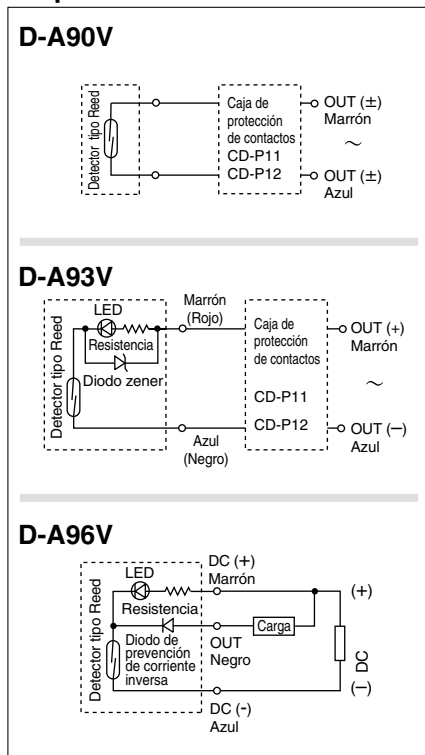 D-A90V
Detector tipo Reed
Caja de
protección
de contactos
CD-P11
CD-P12
OUT (±)
Marrón
~
OUT (±)
Azul
D-A93V
Detector tipo Reed
LED
Resistencia
Diodo zener
Marrón
(Rojo)
Azul
(Negro)
Caja de
protección
de contactos
CD-P11
CD-P12
OUT (+)
Marrón
~
OUT (−)
Azul
D-A96V
Detector tipo Reed
LED
Resistencia
Diodo de
prevención
de corriente
inversa
DC (+)
Marrón
OUT
Negro
DC (-)
Azul
Carga
(+)
DC
(−)